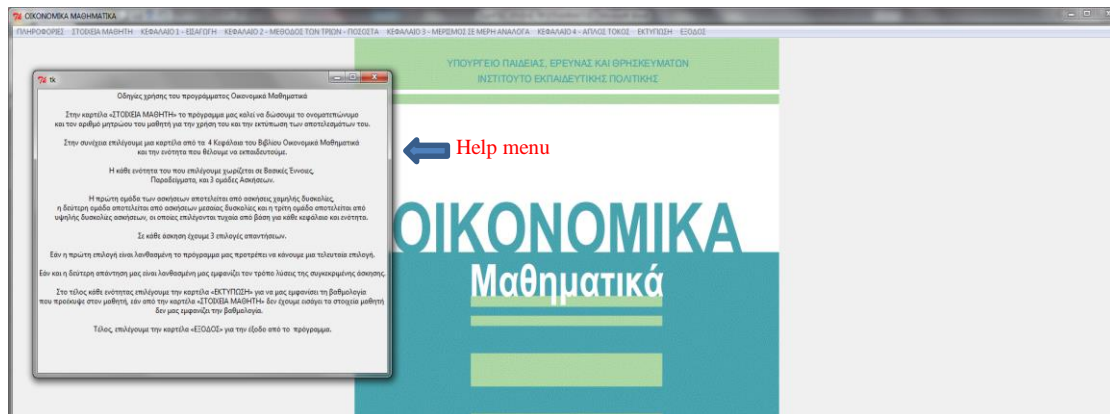 ΟΙΚΟΝΟΜΙΚΑ ΜΑΘΗΜΑΤΙΚΑ
ΠΛΗΡΟΦΟΡΙΕΣ ΣΤΟΙΧΕΙΑ ΜΑΘΗΤΗ ΚΕΦΑΛΑΙΟ 1 - ΕΙΣΑΓΩΓΗ ΚΕΦΑΛΑΙΟ 2 - ΜΕΘΟΔΟΣ ΤΩΝ ΤΡΙΩΝ - ΠΟΣΟΣΤΑ ΚΕΦΑΛΑΙΟ 3 - ΜΕΡΙΣΜΟΣ ΣΕ ΜΕΡΗ ΑΝΑΛΟΓΑ ΚΕΦΑΛΑΙΟ 4 - ΑΠΛΟΣ ΤΟΚΟΣ ΕΚΤΥΠΩΣΗ ΕΞΟΔΟΣ
ΥΠΟΥΡΓΕΙΟ ΠΑΙΔΕΙΑΣ, ΕΡΕΥΝΑΣ ΚΑΙ ΘΡΗΣΚΕΥΜΑΤΩΝ
ΙΝΣΤΙΤΟΥΤΟ ΕΚΠΑΙΔΕΥΤΙΚΗΣ ΠΟΛΙΤΙΚΗΣ
tk
Οδηγίες χρήσης του προγράμματος Οικονομικά Μαθηματικά
Στην καρτέλα «ΣΤΟΙΧΕΙΑ ΜΑΘΗΤΗ» το πρόγραμμα μας καλεί να δώσουμε το ονοματεπώνυμο
και τον αριθμό μητρώου του μαθητή για την χρήση του και την εκτύπωση των αποτελεσμάτων του.
Στην συνέχεια επιλέγουμε μια καρτέλα από τα 4 Κεφάλαια του Βιβλίου Οικονομικά Μαθηματικά
και την ενότητα που θέλουμε να εκπαιδευτούμε.
Η κάθε ενότητα του που επιλέγουμε χωρίζεται σε Βασικές Έννοιες,
Παραδείγματα, και 3 ομάδες Ασκήσεων.
Η πρώτη ομάδα των ασκήσεων αποτελείται από ασκήσεις χαμηλής δυσκολίες,
η δεύτερη ομάδα αποτελείται από ασκήσεων μεσαίας δυσκολίες και η τρίτη ομάδα αποτελείται από
υψηλής δυσκολίες ασκήσεων, οι οποίες επιλέγονται τυχαία από βάση για κάθε κεφάλαιο και ενότητα.
Σε κάθε άσκηση έχουμε 3 επιλογές απαντήσεων.
Εάν η πρώτη επιλογή είναι λανθασμένη το πρόγραμμα μας προτρέπει να κάνουμε μια τελευταία επιλογή.
Εάν και η δεύτερη απάντηση μας είναι λανθασμένη μας εμφανίζει τον τρόπο λύσεις της συγκεκριμένης άσκησης.
Στο τέλος κάθε ενότητας επιλέγουμε την καρτέλα «ΕΚΤΥΠΩΣΗ» για να μας εμφανίσει τη βαθμολογία
που προέκυψε στον μαθητή, εάν από την καρτέλα «ΣΤΟΙΧΕΙΑ ΜΑΘΗΤΗ» δεν έχουμε εισάγει τα στοιχεία μαθητή
δεν μας εμφανίζει την βαθμολογία.
Τέλος, επιλέγουμε την καρτέλα «ΕΞΟΔΟΣ» για την έξοδο από το πρόγραμμα.
Help menu
ΟΙΚΟΝΟΜΙΚΑ
Μαθηματικά